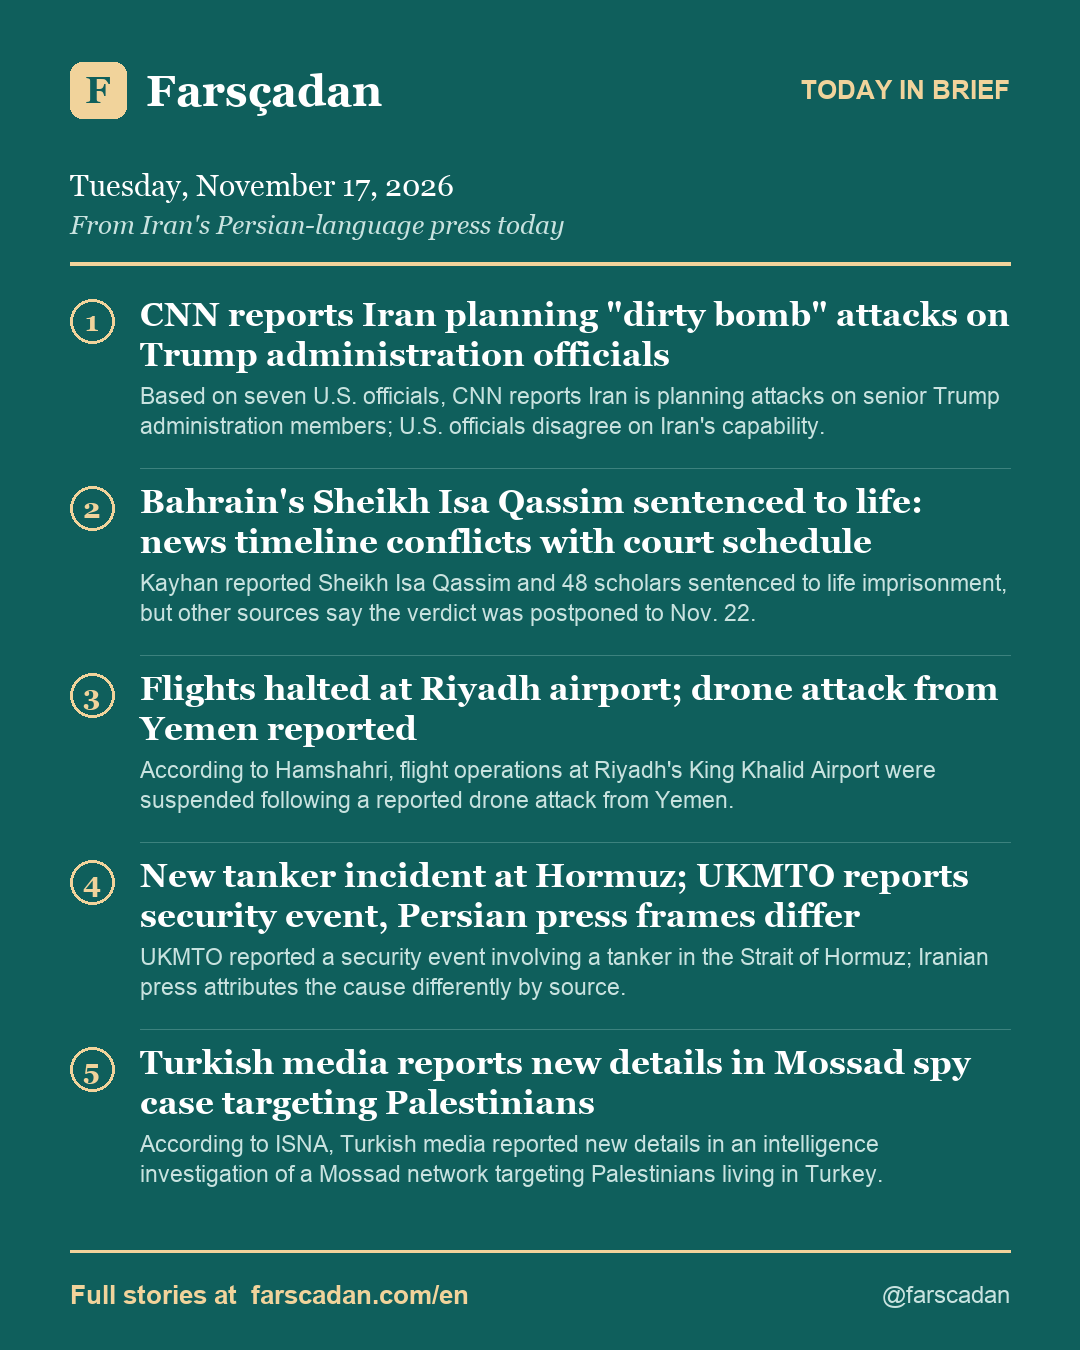 F Farsçadan
TODAY IN BRIEF
Tuesday, November 17, 2026
From Iran's Persian-language press today
1
CNN reports Iran planning "dirty bomb" attacks on
Trump administration officials
Based on seven U.S. officials, CNN reports Iran is planning attacks on senior Trump
administration members; U.S. officials disagree on Iran's capability.
2
Bahrain's Sheikh Isa Qassim sentenced to life:
news timeline conflicts with court schedule
Kayhan reported Sheikh Isa Qassim and 48 scholars sentenced to life imprisonment,
but other sources say the verdict was postponed to Nov. 22.
3
Flights halted at Riyadh airport; drone attack from
Yemen reported
According to Hamshahri, flight operations at Riyadh's King Khalid Airport were
suspended following a reported drone attack from Yemen.
4
New tanker incident at Hormuz; UKMTO reports
security event, Persian press frames differ
UKMTO reported a security event involving a tanker in the Strait of Hormuz; Iranian
press attributes the cause differently by source.
5
Turkish media reports new details in Mossad spy
case targeting Palestinians
According to ISNA, Turkish media reported new details in an intelligence
investigation of a Mossad network targeting Palestinians living in Turkey.
Full stories at farscadan.com/en
@farscadan